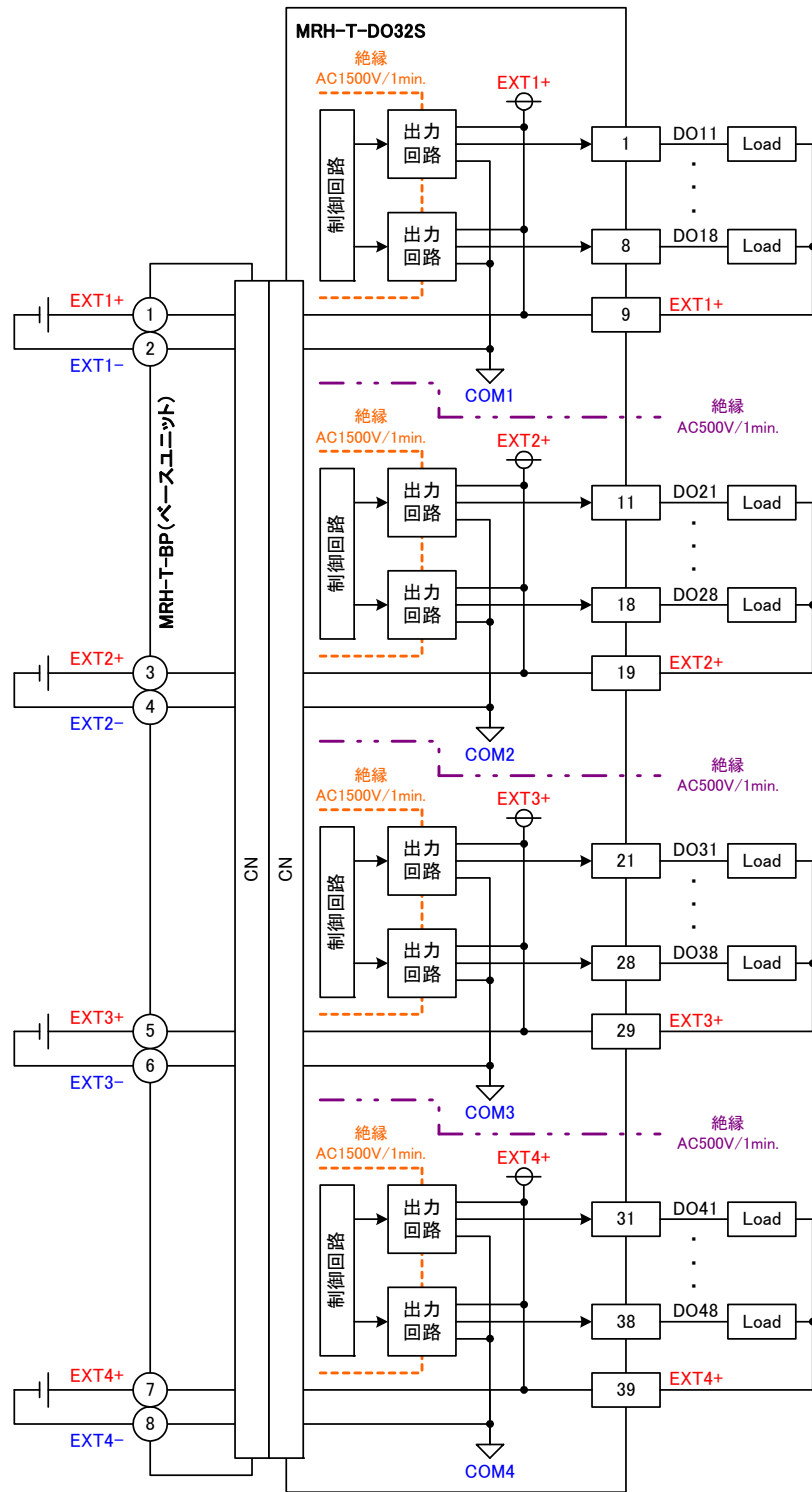 MRH-T-DO32S
絶縁
AC1500V/1min.
EXT1+
制御回路
出力
回路
1
DO11
Load
出力
回路
8
DO18
Load
EXT1+
1
9
EXT1+
2
EXT1-
COM1
絶縁
AC500V/1min.
MRH-T-BP(ベースユニット)
CN
CN
絶縁
AC1500V/1min.
EXT2+
制御回路
出力
回路
11
DO21
Load
出力
回路
18
DO28
Load
EXT2+
3
19
EXT2+
4
EXT2-
COM2
絶縁
AC500V/1min.
絶縁
AC1500V/1min.
EXT3+
制御回路
出力
回路
21
DO31
Load
出力
回路
28
DO38
Load
EXT3+
5
29
EXT3+
6
EXT3-
COM3
絶縁
AC500V/1min.
絶縁
AC1500V/1min.
EXT4+
制御回路
出力
回路
31
DO41
Load
出力
回路
38
DO48
Load
EXT4+
7
39
EXT4+
8
EXT4-
COM4